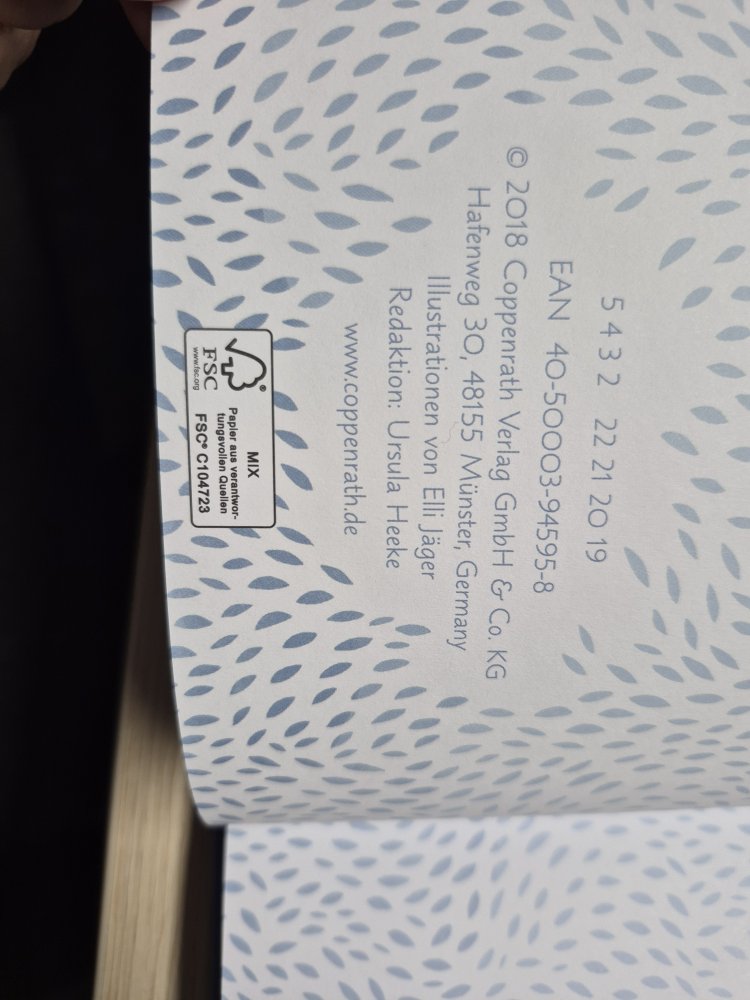 5 4 3 2 22 21 20 19
EAN 40-50003-94595-8
© 2018 Coppenrath Verlag GmbH & Co. KG
Hafenweg 30, 48155 Münster, Germany
Illustrationen von Elli Jäger
Redaktion: Ursula Heeke
www.coppenrath.de
®
FSC
www.fsc.org
MIX
Papier aus verantwor-
tungsvollen Quellen
FSC® C104723